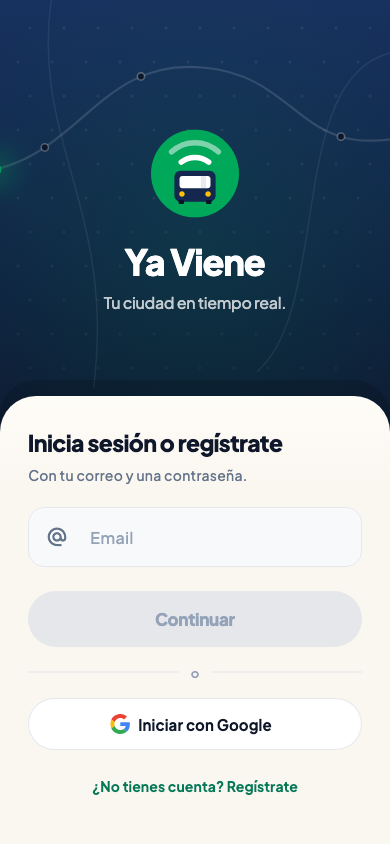 Ya Viene
Tu ciudad en tiempo real.
Inicia sesión o regístrate
Con tu correo y una contraseña.
@ Email
Continuar
o
Iniciar con Google
¿No tienes cuenta? Regístrate